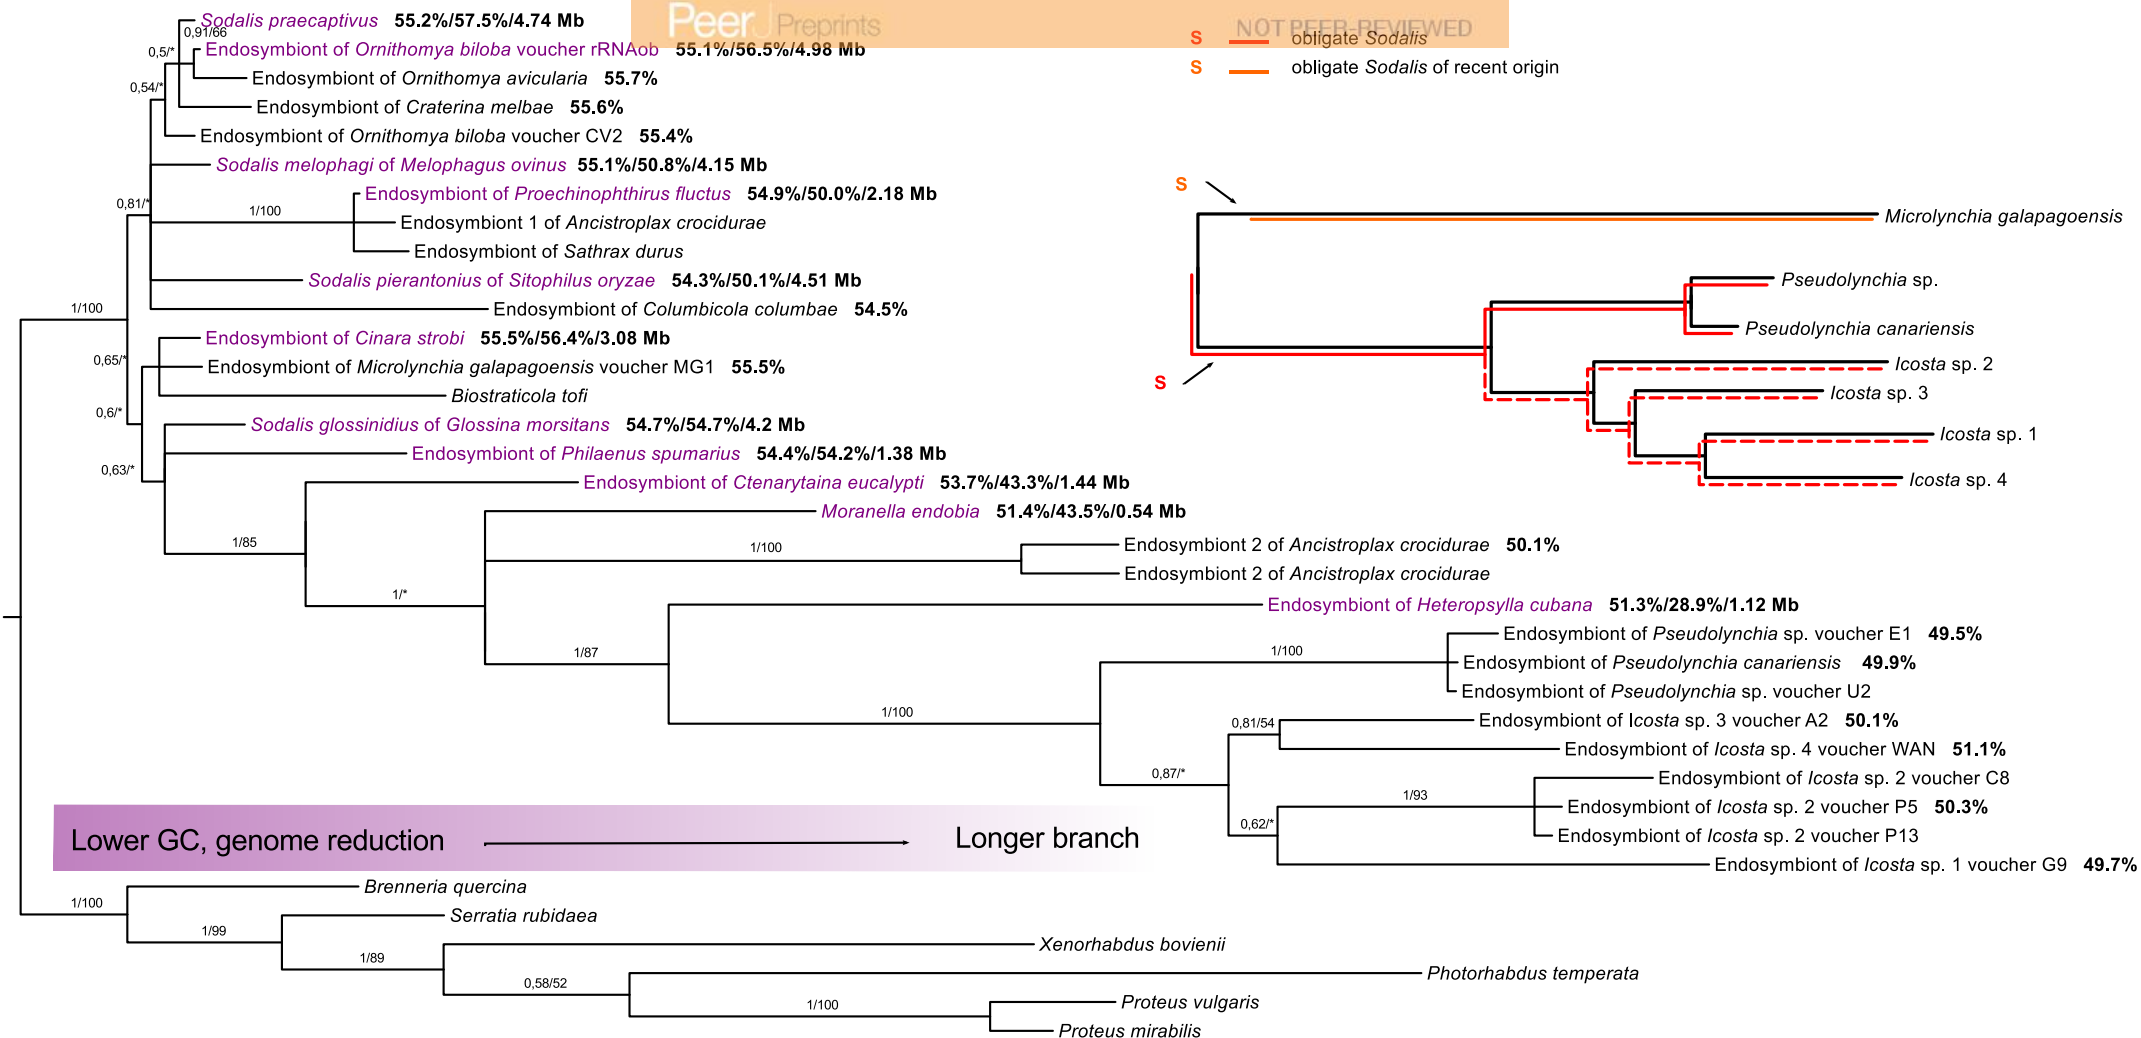 PeerJ Preprints
NOT PEER-REVIEWED
Sodalis praecaptivus 55.2%/57.5%/4.74 Mb
0,91/66
0,5/*
Endosymbiont of Ornithomya biloba voucher rRNAob 55.1%/56.5%/4.98 Mb
Endosymbiont of Ornithomya avicularia 55.7%
0,54/*
Endosymbiont of Craterina melbae 55.6%
Endosymbiont of Ornithomya biloba voucher CV2 55.4%
Sodalis melophagi of Melophagus ovinus 55.1%/50.8%/4.15 Mb
Endosymbiont of Proechinophthirus fluctus 54.9%/50.0%/2.18 Mb
0,81/*
1/100
Endosymbiont 1 of Ancistroplax crocidurae
Endosymbiont of Sathrax durus
Sodalis pierantonius of Sitophilus oryzae 54.3%/50.1%/4.51 Mb
1/100
Endosymbiont of Columbicola columbae 54.5%
Endosymbiont of Cinara strobi 55.5%/56.4%/3.08 Mb
0,65/*
Endosymbiont of Microlynchia galapagoensis voucher MG1 55.5%
Biostraticola tofi
0,6/*
Sodalis glossinidius of Glossina morsitans 54.7%/54.7%/4.2 Mb
Endosymbiont of Philaenus spumarius 54.4%/54.2%/1.38 Mb
0,63/*
Endosymbiont of Ctenarytaina eucalypti 53.7%/43.3%/1.44 Mb
Moranella endobia 51.4%/43.5%/0.54 Mb
1/85
1/100
Endosymbiont 2 of Ancistroplax crocidurae 50.1%
Endosymbiont 2 of Ancistroplax crocidurae
1/*
Endosymbiont of Heteropsylla cubana 51.3%/28.9%/1.12 Mb
Endosymbiont of Pseudolynchia sp. voucher E1 49.5%
1/87
1/100
Endosymbiont of Pseudolynchia canariensis 49.9%
Endosymbiont of Pseudolynchia sp. voucher U2
1/100
0,81/54
Endosymbiont of Icosta sp. 3 voucher A2 50.1%
Endosymbiont of Icosta sp. 4 voucher WAN 51.1%
0,87/*
Endosymbiont of Icosta sp. 2 voucher C8
1/93
Endosymbiont of Icosta sp. 2 voucher P5 50.3%
0,62/*
Endosymbiont of Icosta sp. 2 voucher P13
Endosymbiont of Icosta sp. 1 voucher G9 49.7%
Lower GC, genome reduction
Longer branch
Brenneria quercina
1/100
Serratia rubidaea
1/99
Xenorhabdus bovienii
1/89
Photorhabdus temperata
0,58/52
Proteus vulgaris
1/100
Proteus mirabilis
S obligate Sodalis
S obligate Sodalis of recent origin
S
Microlynchia galapagoensis
Pseudolynchia sp.
Pseudolynchia canariensis
Icosta sp. 2
S
Icosta sp. 3
Icosta sp. 1
Icosta sp. 4